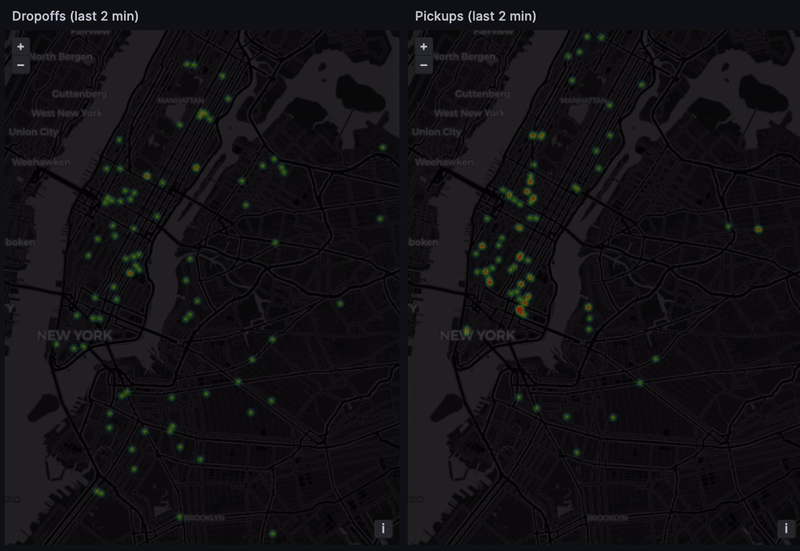 Dropoffs (last 2 min)
Pickups (last 2 min)
+
−
Fairview
North Bergen
Guttenberg
West New York
Union City
Weehawken
MANHATTAN
boken
Y
NEW YORK
BROOKLYN
i
+
−
North Bergen
Guttenberg
West New York
Union City
Weehawken
MANHATTAN
boken
NEW YORK
BROOKLYN
i